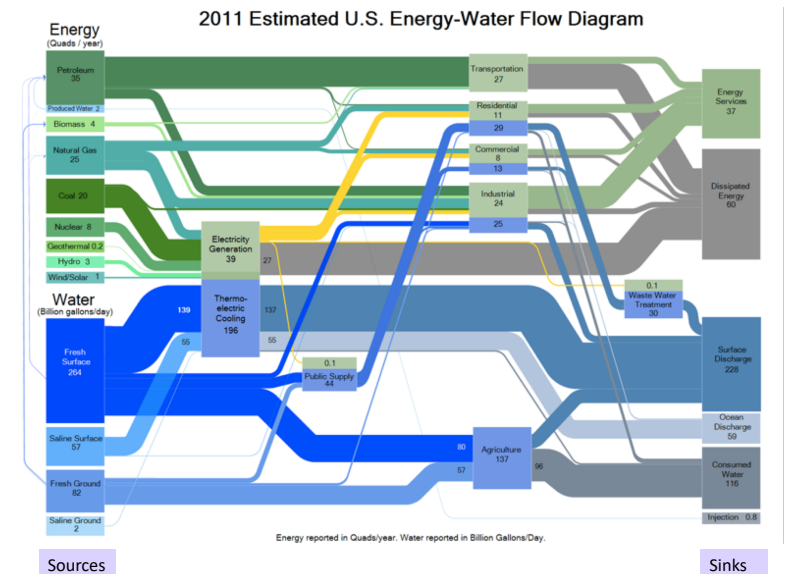 2011 Estimated U.S. Energy-Water Flow Diagram
Energy
(Quads / year)
Petroleum
35
Produced Water 2
Biomass 4
Natural Gas
25
Coal 20
Nuclear 8
Geothermal 0.2
Hydro 3
Wind/Solar 1
Water
(Billion gallons/day)
Fresh
Surface
264
Saline Surface
57
Fresh Ground
82
Saline Ground
2
Electricity
Generation
39
27
Thermo-
electric
Cooling
196
139
137
55
55
0.1
Public Supply
44
Transportation
27
Residential
11
29
Commercial
8
13
Industrial
24
25
80
57
Agriculture
137
96
0.1
Waste Water
Treatment
30
Energy
Services
37
Dissipated
Energy
60
Surface
Discharge
228
Ocean
Discharge
59
Consumed
Water
116
Injection 0.8
Energy reported in Quads/year. Water reported in Billion Gallons/Day.
Sources
Sinks